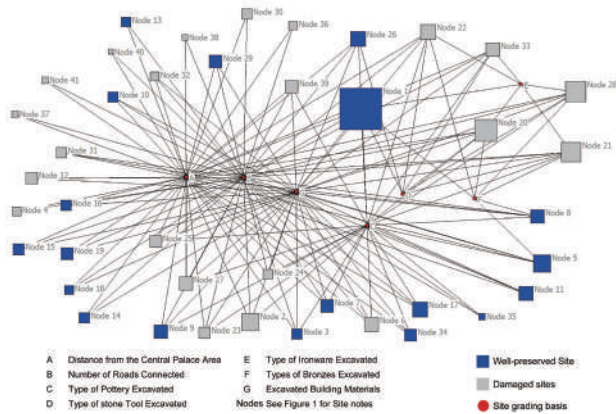 Node 30
Node 13
Node 36
Node 38
Node 26
Node 22
Node 33
Node 40
Node 29
Node 32
Node 41
Node 39
Node 28
Node 10
Node 37
Node 20
Node 31
Node 21
Node 12
Node 16
Node 4
Node 8
Node 15
Node 19
Node 25
Node 5
Node 24
Node 27
Node 18
Node 11
Node 7
Node 17
Node 14
Node 9
Node 23
Node 2
Node 3
Node 6
Node 34
Node 35
A Distance from the Central Palace Area
B Number of Roads Connected
C Type of Pottery Excavated
D Type of stone Tool Excavated
E Type of Ironware Excavated
F Types of Bronzes Excavated
G Excavated Building Materials
Nodes See Figure 1 for Site notes
Well-preserved Site
Damaged sites
Site grading basis